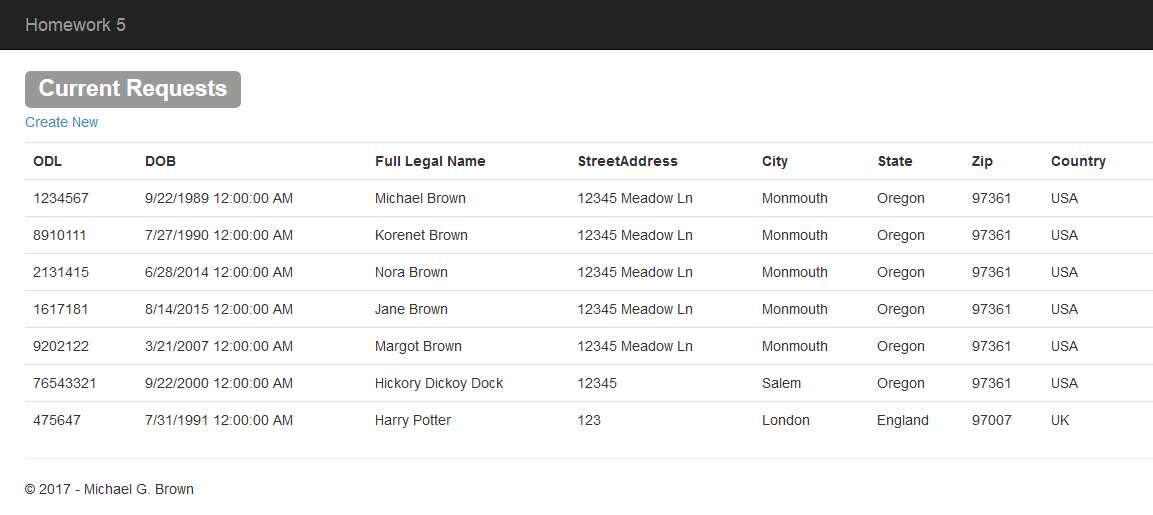 Homework 5
Current Requests
Create New
ODL DOB Full Legal Name StreetAddress City State Zip Country
1234567 9/22/1989 12:00:00 AM Michael Brown 12345 Meadow Ln Monmouth Oregon 97361 USA
8910111 7/27/1990 12:00:00 AM Korenet Brown 12345 Meadow Ln Monmouth Oregon 97361 USA
2131415 6/28/2014 12:00:00 AM Nora Brown 12345 Meadow Ln Monmouth Oregon 97361 USA
1617181 8/14/2015 12:00:00 AM Jane Brown 12345 Meadow Ln Monmouth Oregon 97361 USA
9202122 3/21/2007 12:00:00 AM Margot Brown 12345 Meadow Ln Monmouth Oregon 97361 USA
76543321 9/22/2000 12:00:00 AM Hickory Dickoy Dock 12345 Salem Oregon 97361 USA
475647 7/31/1991 12:00:00 AM Harry Potter 123 London England 97007 UK
© 2017 - Michael G. Brown